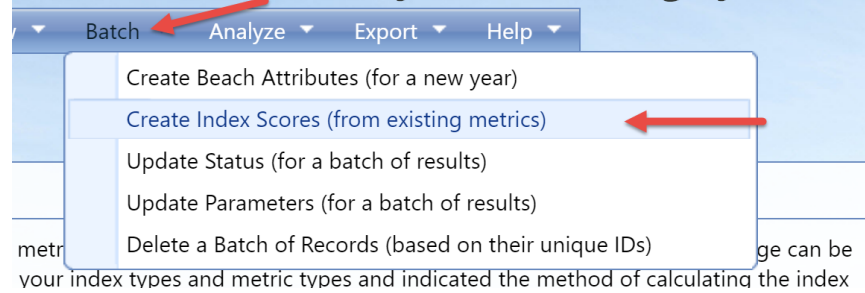 Batch Analyze Export Help
Create Beach Attributes (for a new year)
Create Index Scores (from existing metrics)
Update Status (for a batch of results)
Update Parameters (for a batch of results)
Delete a Batch of Records (based on their unique IDs)
metr ge can be
your index types and metric types and indicated the method of calculating the index